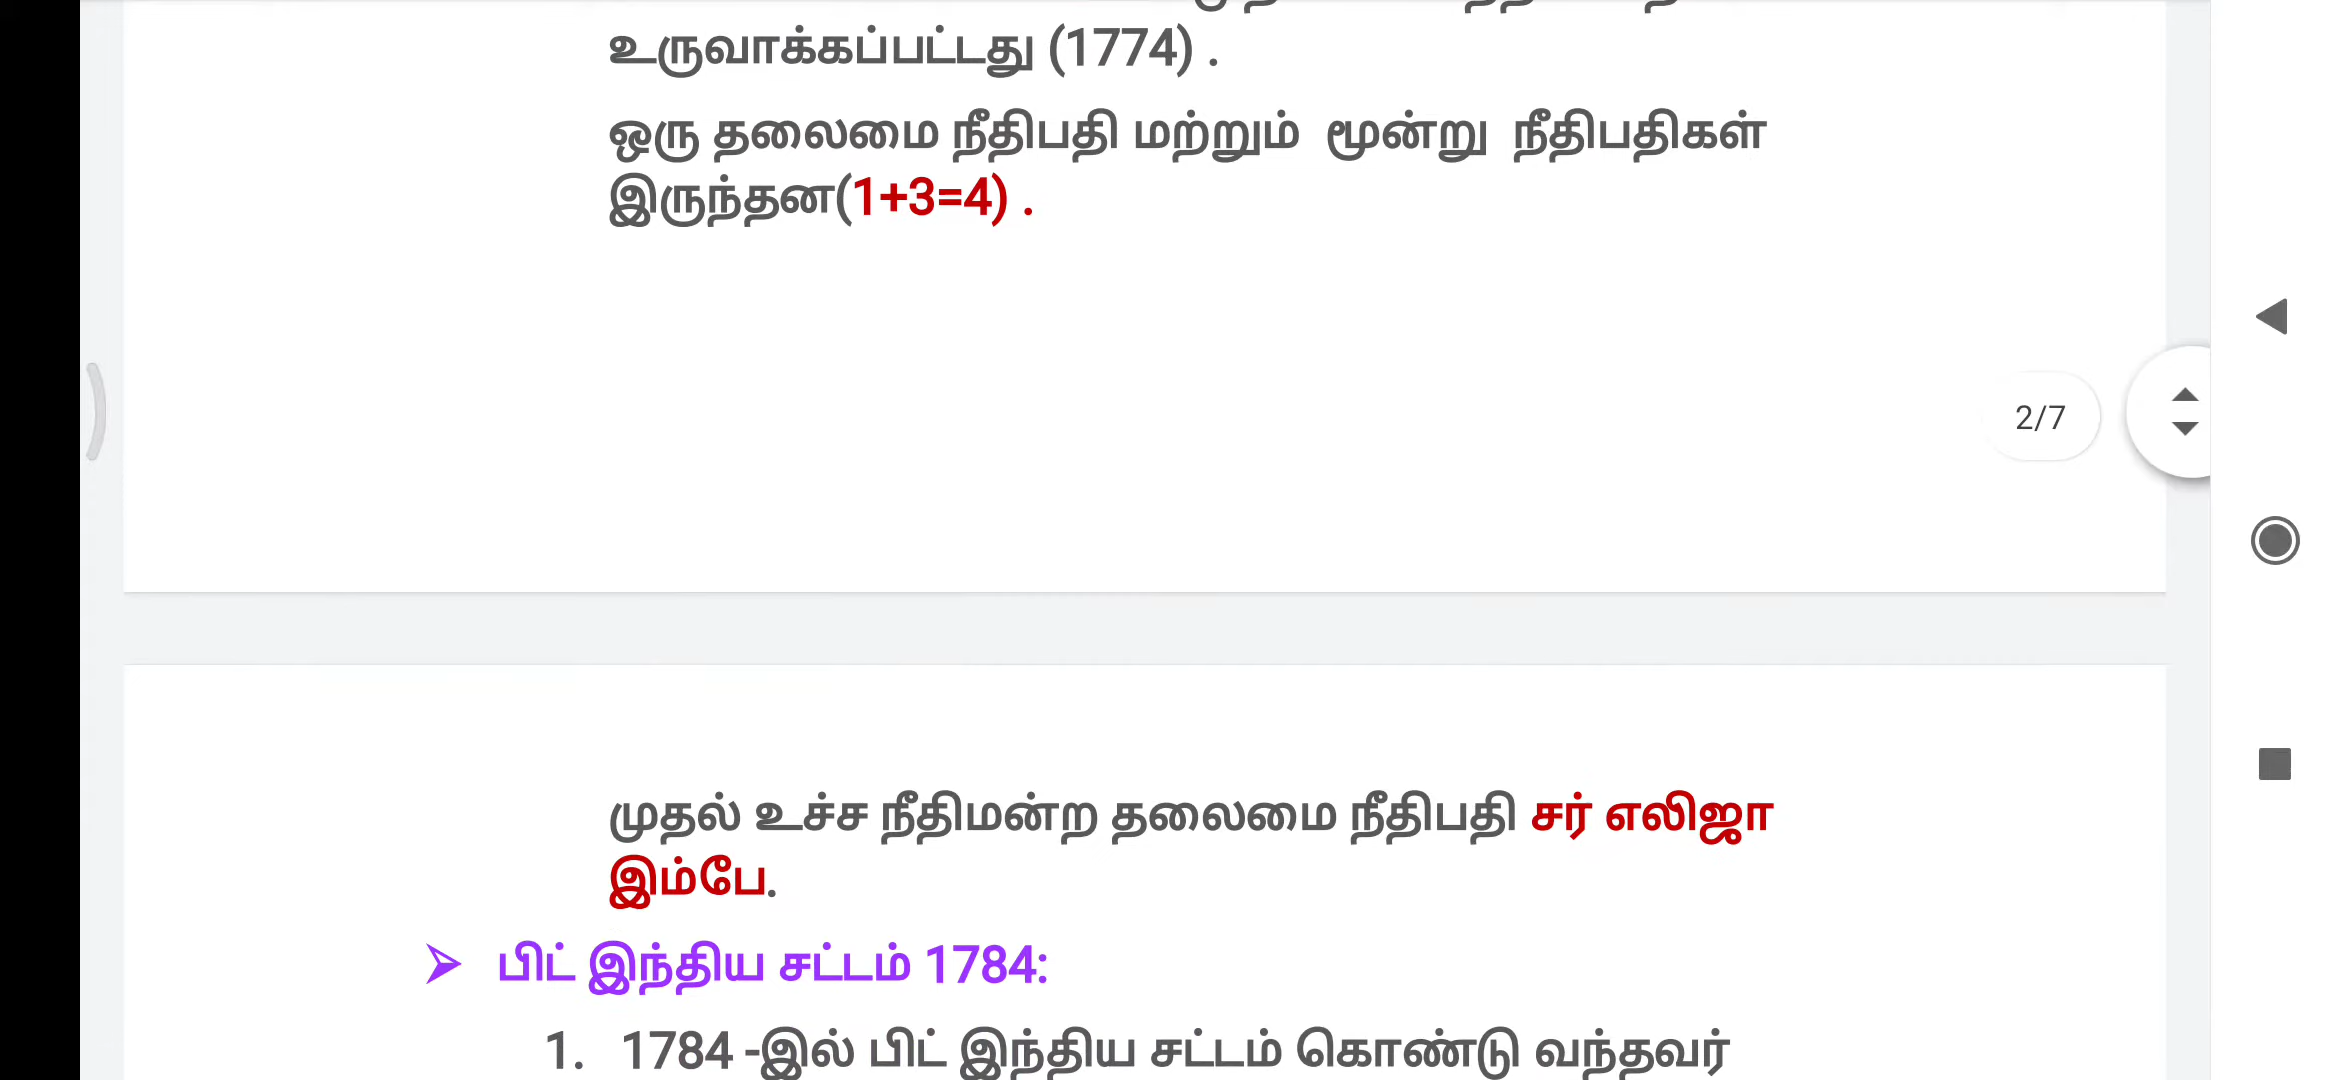 உருவாக்கப்பட்டது (1774) .
ஒரு தலைமை நீதிபதி மற்றும் மூன்று நீதிபதிகள்
இருந்தன(1+3=4) .
2/7
முதல் உச்ச நீதிமன்ற தலைமை நீதிபதி சர் எலிஜா
இம்பே.
➢ பிட் இந்திய சட்டம் 1784:
1. 1784 -இல் பிட் இந்திய சட்டம் கொண்டு வந்தவர்